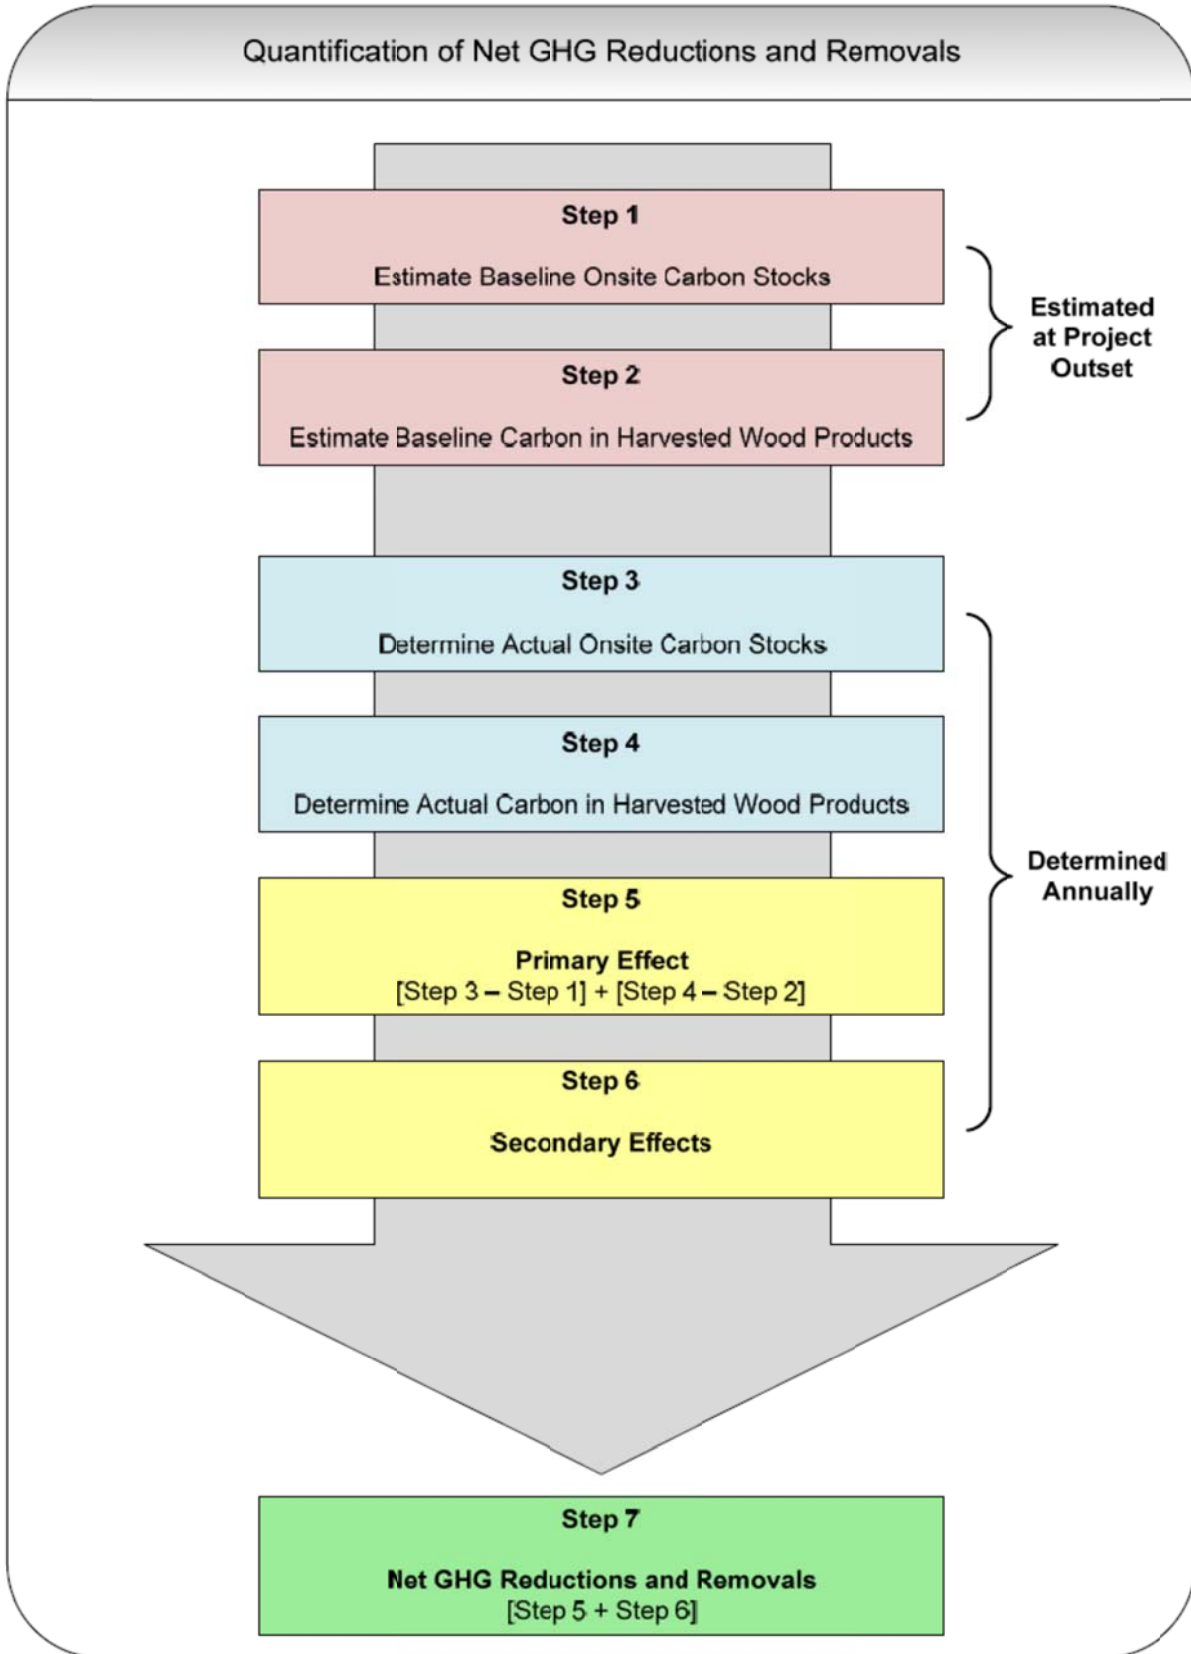 Quantification of Net GHG Reductions and Removals
Step 1
Estimate Baseline Onsite Carbon Stocks
Step 2
Estimate Baseline Carbon in Harvested Wood Products
Estimated
at Project
Outset
Step 3
Determine Actual Onsite Carbon Stocks
Step 4
Determine Actual Carbon in Harvested Wood Products
Step 5
Primary Effect
[Step 3 – Step 1] + [Step 4 – Step 2]
Step 6
Secondary Effects
Determined
Annually
Step 7
Net GHG Reductions and Removals
[Step 5 + Step 6]